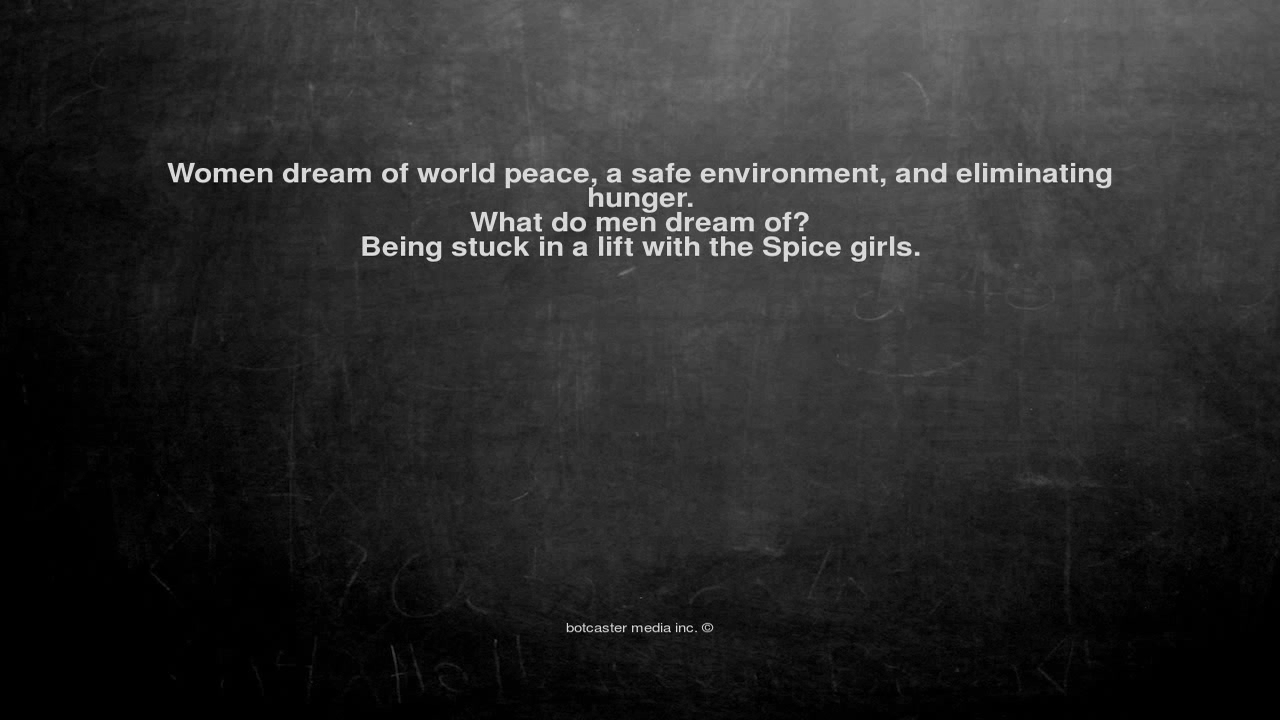 Women dream of world peace, a safe environment, and eliminating
hunger.
What do men dream of?
Being stuck in a lift with the Spice girls.
botcaster media inc. ©